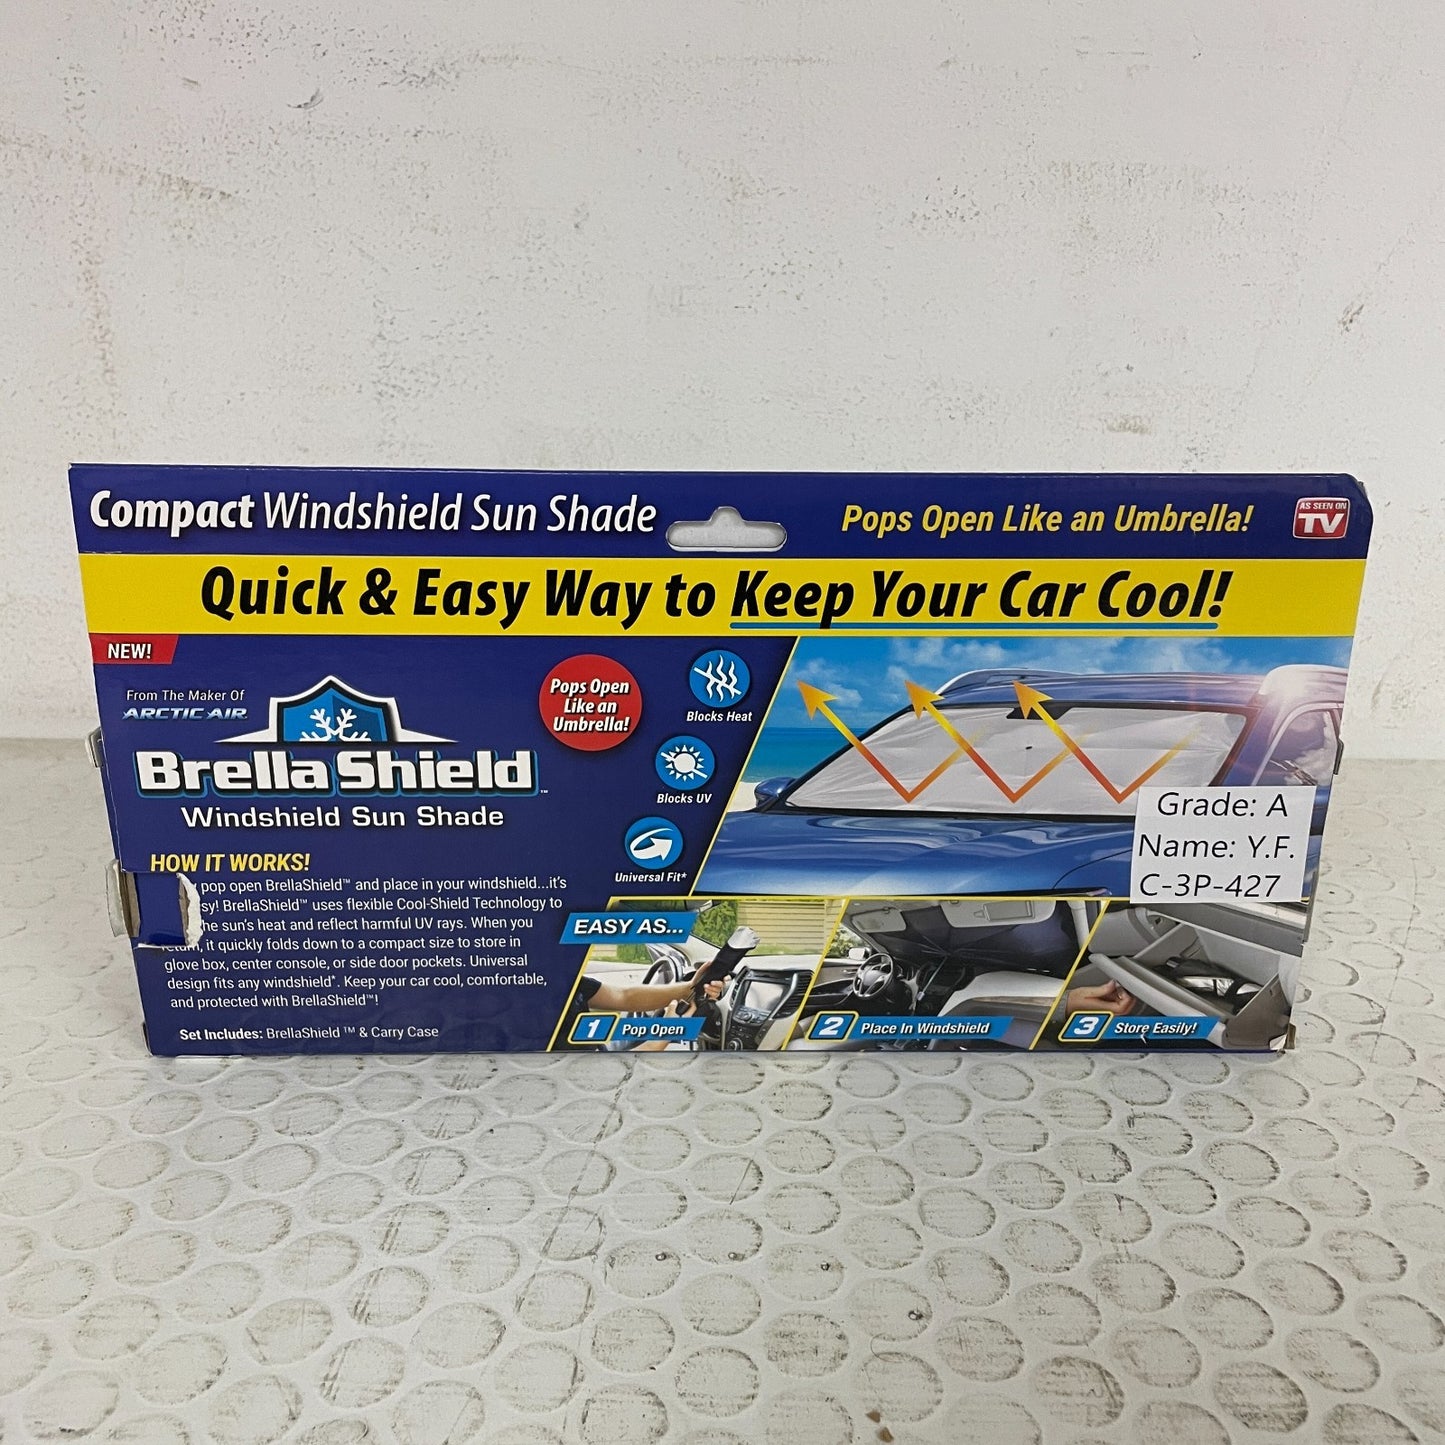 Compact Windshield Sun Shade
Pops Open Like an Umbrella!
AS SEEN ON
TV
Quick & Easy Way to Keep Your Car Cool!
NEW!
From The Maker Of
ARCTIC AIR
Brella Shield™
Windshield Sun Shade
Pops Open
Like an
Umbrella!
Blocks Heat
Blocks UV
Universal Fit*
HOW IT WORKS!
pop open BrellaShield™ and place in your windshield...it's
BrellaShield™ uses flexible Cool-Shield Technology to
sun's heat and reflect harmful UV rays. When you
return, it quickly folds down to a compact size to store in
glove box, center console, or side door pockets. Universal
design fits any windshield*. Keep your car cool, comfortable,
and protected with BrellaShield™!
Set Includes: BrellaShield ™ & Carry Case
EASY AS...
1 Pop Open
2 Place In Windshield
3 Store Easily!
Grade: A
Name: Y.F.
C-3P-427